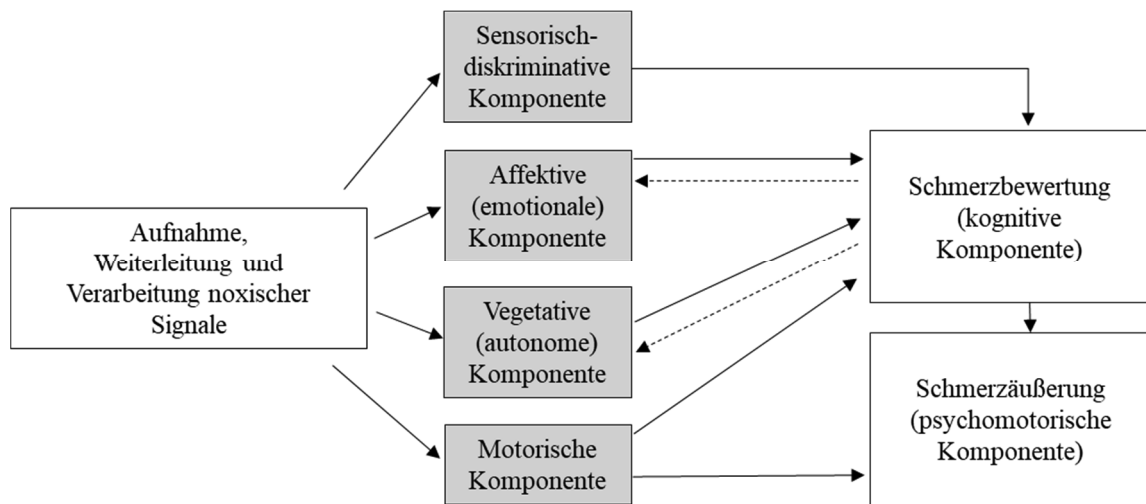 Aufnahme,
Weiterleitung und
Verarbeitung noxischer
Signale
Sensorisch-
diskriminative
Komponente
Affektive
(emotionale)
Komponente
Vegetative
(autonome)
Komponente
Motorische
Komponente
Schmerzbewertung
(kognitive
Komponente)
Schmerzäußerung
(psychomotorische
Komponente)